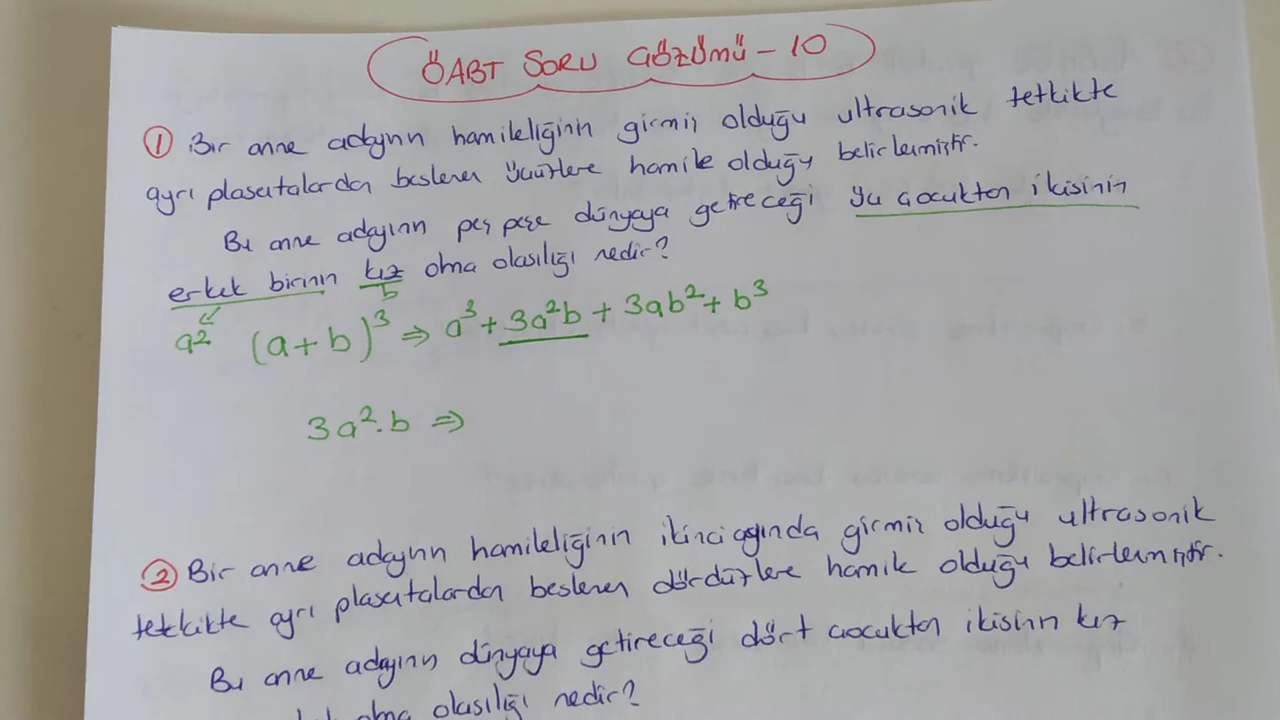 ÖABT SORU ÇÖZÜMÜ - 10
① Bir anne adayının hamileliğinin girmiş olduğu ultrasonik tetkikte
ayrı plasentalardan beslenen üçüzlere hamile olduğu belirlenmiştir.
Bu anne adayının peş peşe dünyaya getireceği üç çocuktan ikisinin
erkek birinin kız olma olasılığı nedir?
a² b
(a+b)³ ⇒ a³ + 3a²b + 3ab² + b³
3a².b ⇒
② Bir anne adayının hamileliğinin ikinci ayında girmiş olduğu ultrasonik
tetkikte ayrı plasentalardan beslenen dördüzlere hamile olduğu belirlenmiştir.
Bu anne adayının dünyaya getireceği dört çocuktan ikisinin kız
olma olasılığı nedir?